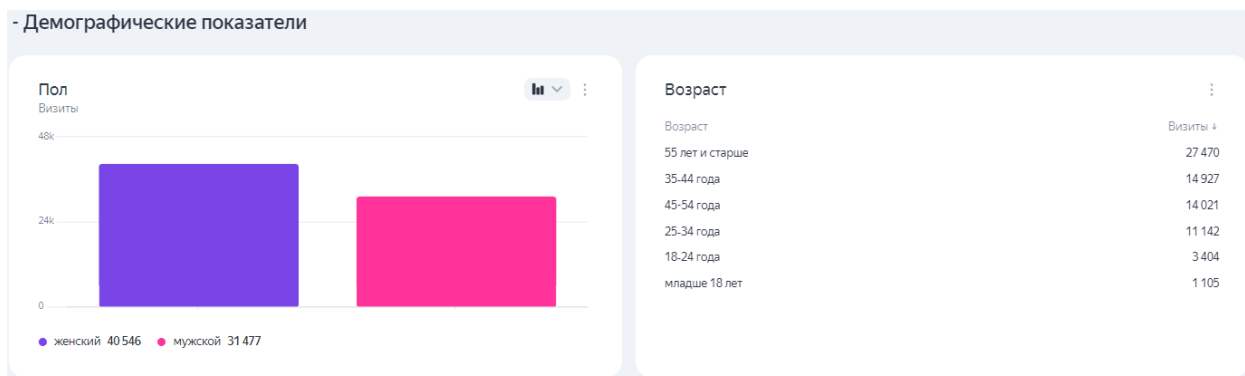 - Демографические показатели
Пол
Визиты
48k
24k
0
женский 40 546 мужской 31 477
Возраст
Возраст Визиты ↓
55 лет и старше 27 470
35-44 года 14 927
45-54 года 14 021
25-34 года 11 142
18-24 года 3 404
младше 18 лет 1 105